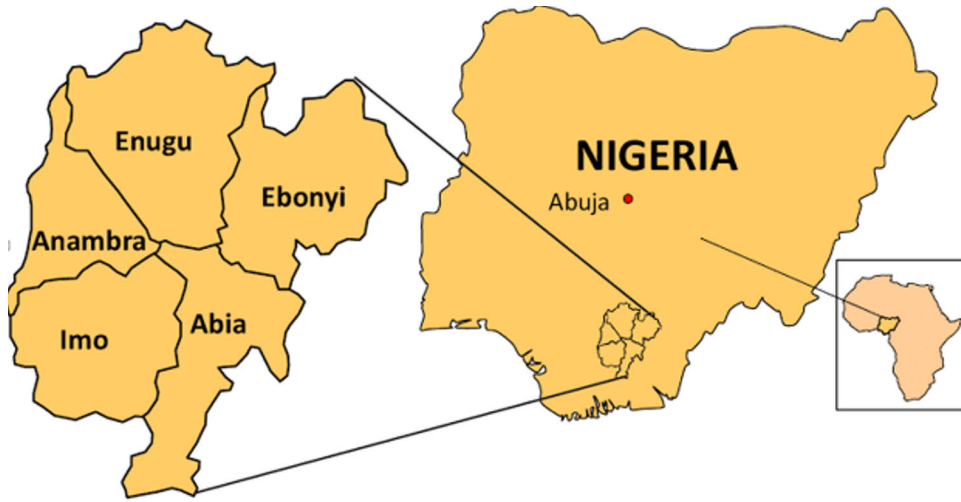 Enugu
Ebonyi
Anambra
Imo
Abia
NIGERIA
Abuja